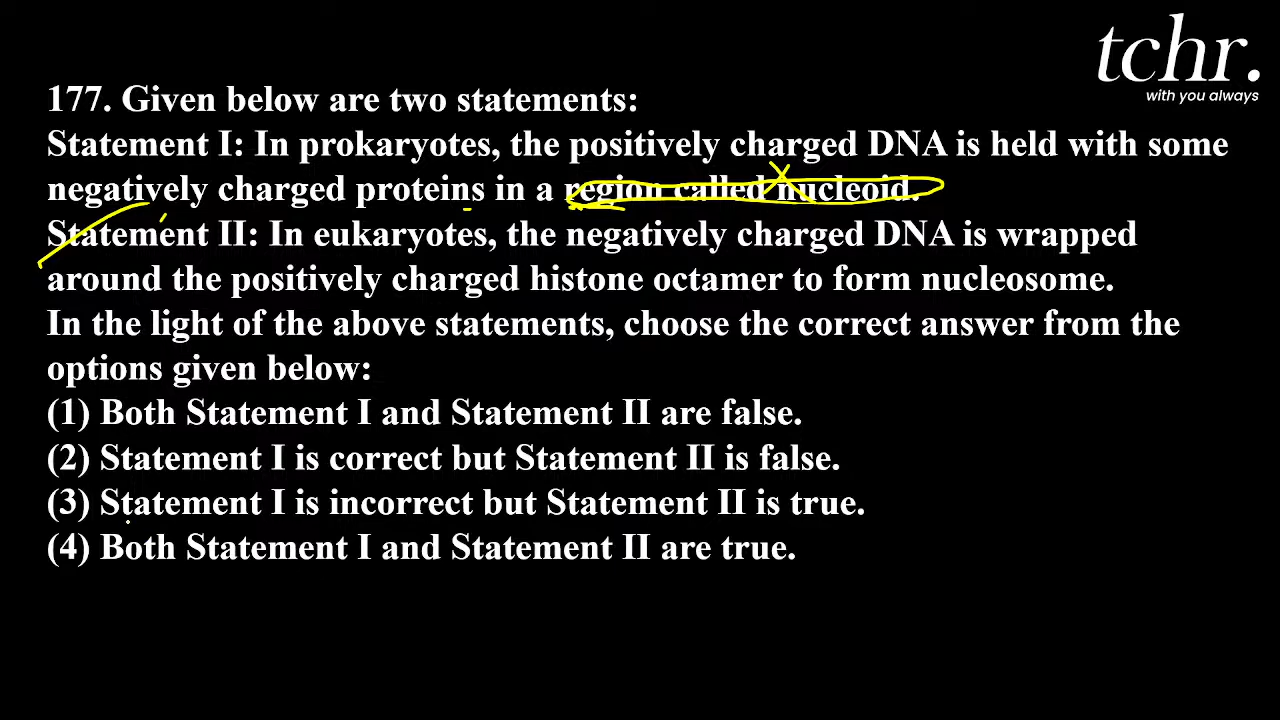 tchr.
with you always
177. Given below are two statements:
Statement I: In prokaryotes, the positively charged DNA is held with some
negatively charged proteins in a region called nucleoid.
Statement II: In eukaryotes, the negatively charged DNA is wrapped
around the positively charged histone octamer to form nucleosome.
In the light of the above statements, choose the correct answer from the
options given below:
(1) Both Statement I and Statement II are false.
(2) Statement I is correct but Statement II is false.
(3) Statement I is incorrect but Statement II is true.
(4) Both Statement I and Statement II are true.